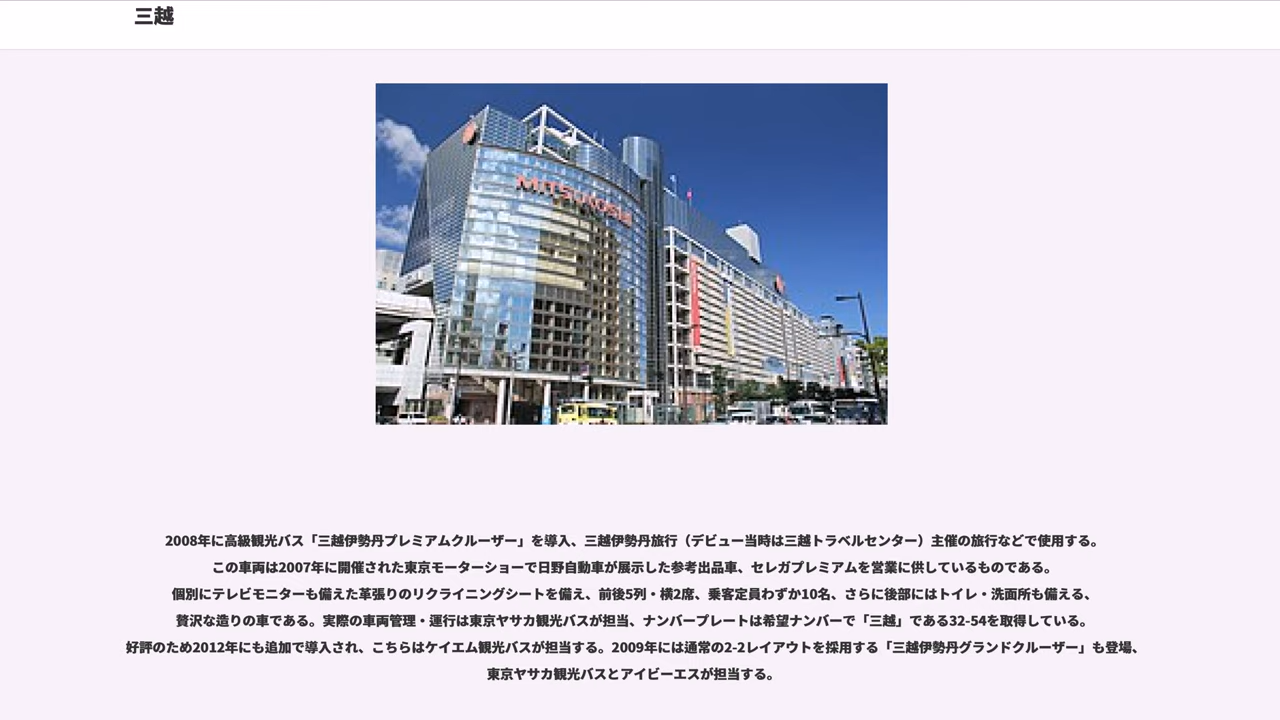 三越
MITSUKOSHI
2008年に高級観光バス「三越伊勢丹プレミアムクルーザー」を導入、三越伊勢丹旅行（デビュー当時は三越トラベルセンター）主催の旅行などで使用する。
この車両は2007年に開催された東京モーターショーで日野自動車が展示した参考出品車、セレガプレミアムを営業に供しているものである。
個別にテレビモニターも備えた革張りのリクライニングシートを備え、前後5列・横2席、乗客定員わずか10名、さらに後部にはトイレ・洗面所も備える、
贅沢な造りの車である。実際の車両管理・運行は東京ヤサカ観光バスが担当、ナンバープレートは希望ナンバーで「三越」である32-54を取得している。
好評のため2012年にも追加で導入され、こちらはケイエム観光バスが担当する。2009年には通常の2-2レイアウトを採用する「三越伊勢丹グランドクルーザー」も登場、
東京ヤサカ観光バスとアイビーエスが担当する。